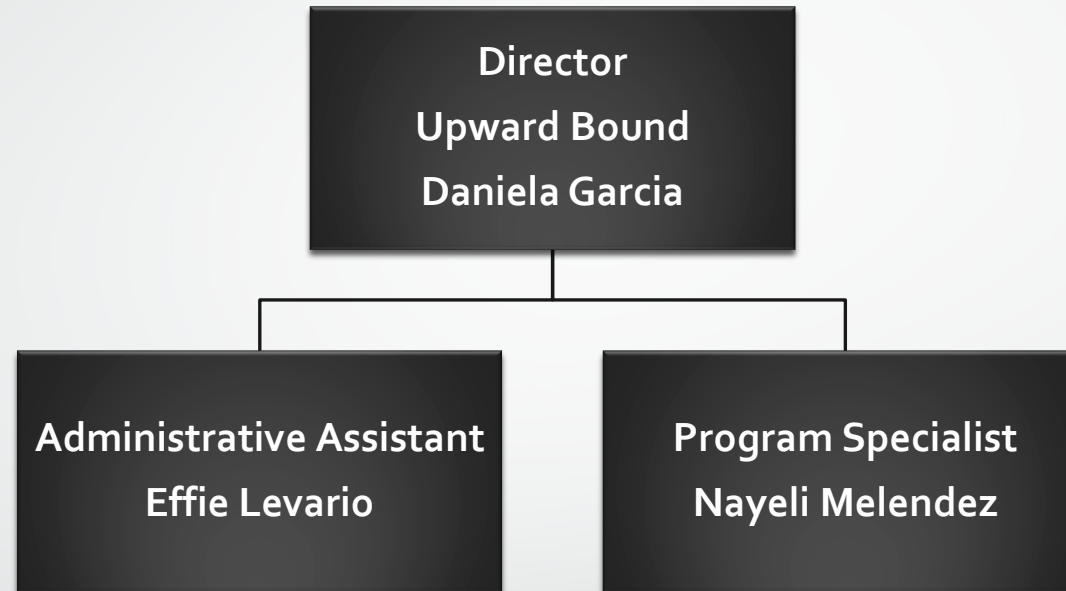 Director
Upward Bound
Daniela Garcia
Administrative Assistant
Effie Levario
Program Specialist
Nayeli Melendez